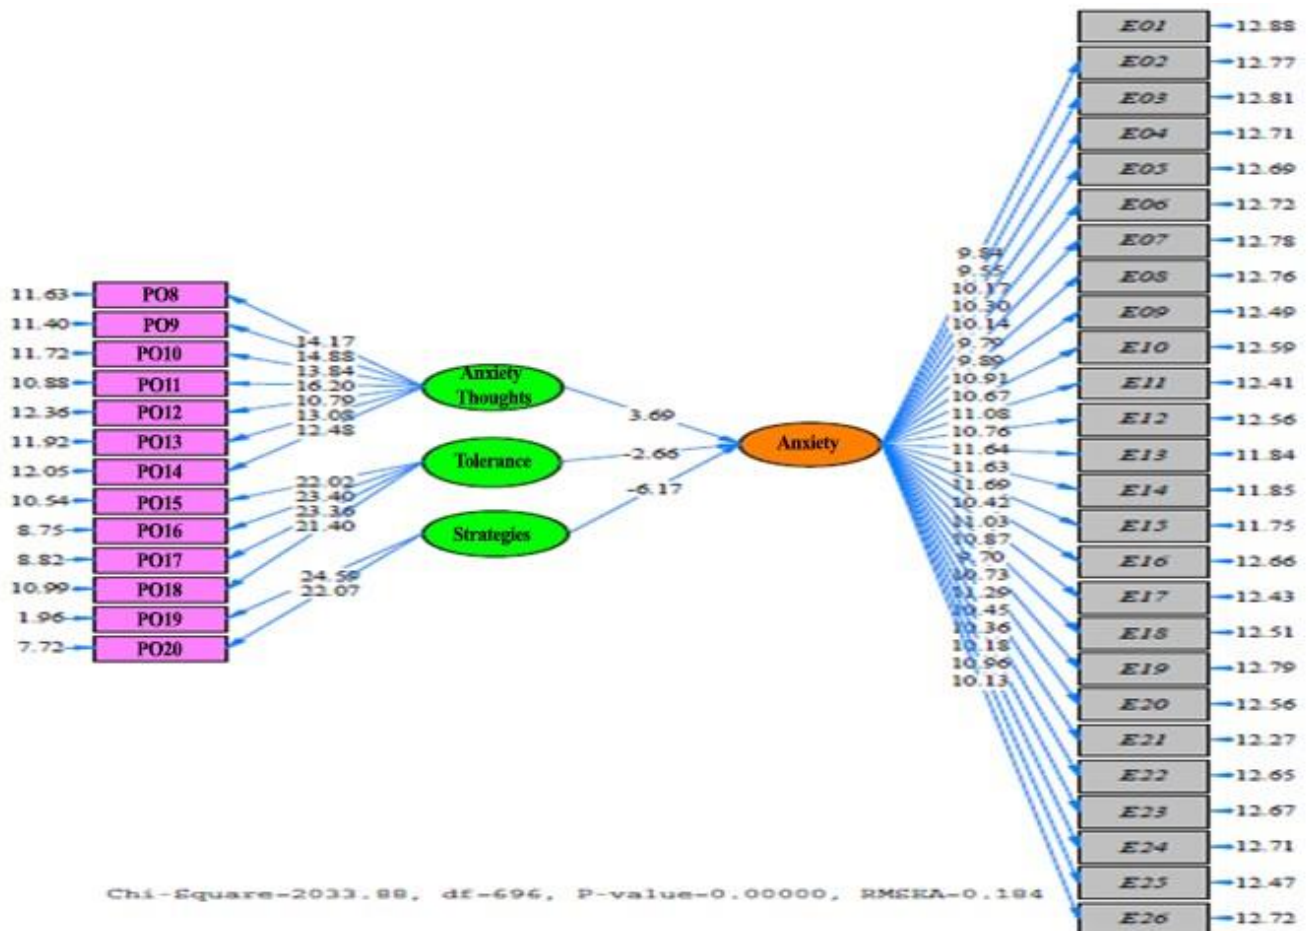 11.63 PO8
11.40 PO9
11.72 PO10
10.88 PO11
12.36 PO12
11.92 PO13
12.05 PO14
10.54 PO15
8.75 PO16
8.82 PO17
10.99 PO18
1.96 PO19
7.72 PO20
14.17
14.88
13.84
16.20
10.79
13.08
12.48
22.02
23.40
23.36
21.40
24.59
22.07
Anxiety
Thoughts
Tolerance
Strategies
3.69
-2.66
-6.17
Anxiety
9.84
9.55
10.17
10.30
10.14
9.79
9.89
10.91
10.67
11.08
10.76
11.64
11.63
11.69
10.42
11.03
10.87
9.70
10.73
11.29
10.45
10.36
10.18
10.96
10.13
E01 12.88
E02 12.77
E03 12.81
E04 12.71
E05 12.69
E06 12.72
E07 12.78
E08 12.76
E09 12.49
E10 12.59
E11 12.41
E12 12.56
E13 11.84
E14 11.85
E15 11.75
E16 12.66
E17 12.43
E18 12.51
E19 12.79
E20 12.56
E21 12.27
E22 12.65
E23 12.67
E24 12.71
E25 12.47
E26 12.72
Chi-Square=2033.88, df=696, P-value=0.00000, RMSEA=0.184